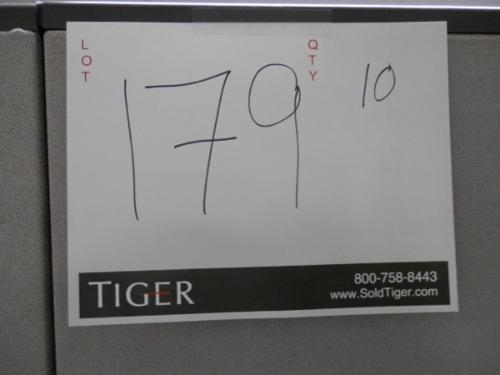 LOT 179 QTY 10
TIGER
800-758-8443
www.SoldTiger.com